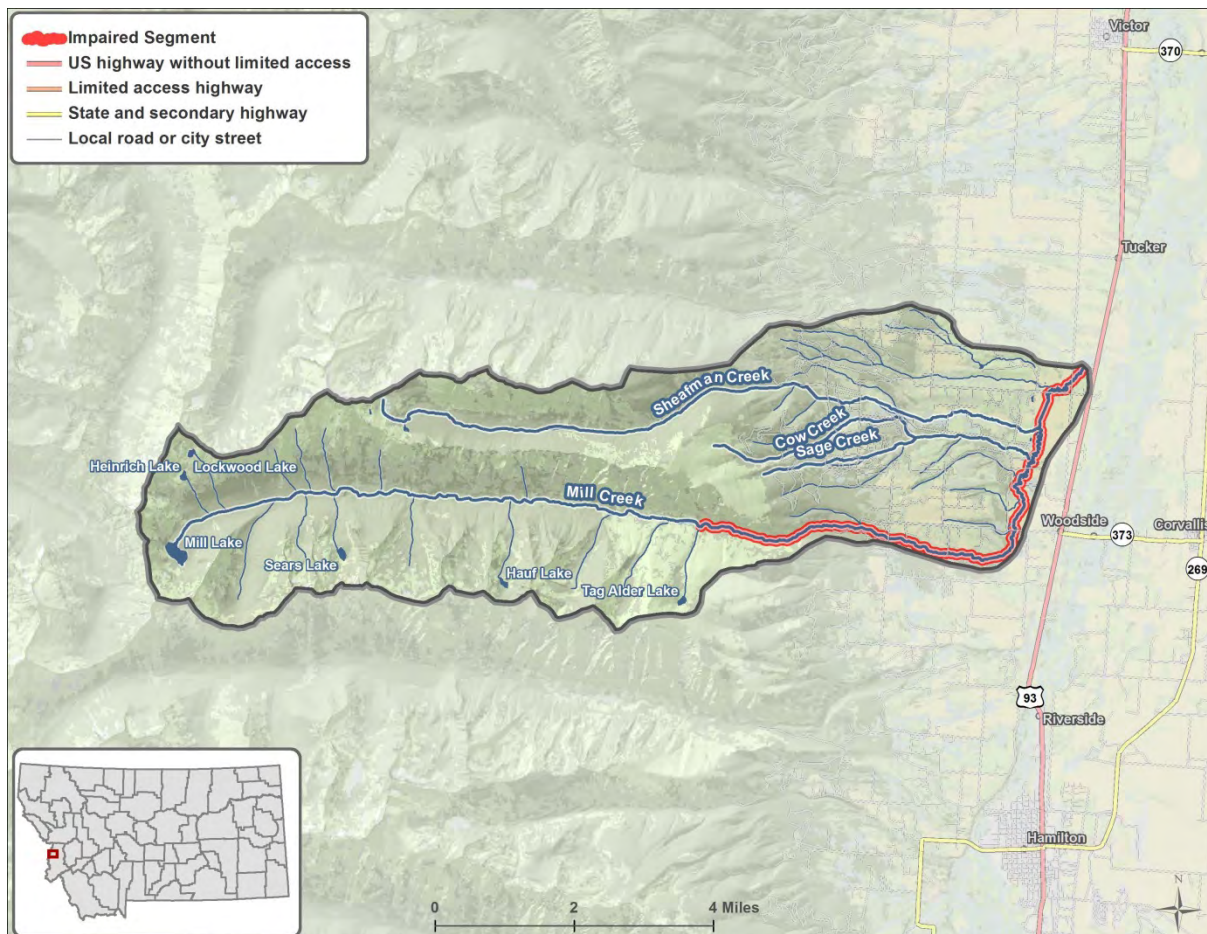 Impaired Segment
US highway without limited access
Limited access highway
State and secondary highway
Local road or city street
Victor
370
Tucker
Sheafman Creek
Cow Creek
Sage Creek
Heinrich Lake
Lockwood Lake
Mill Creek
Mill Lake
Sears Lake
Hauf Lake
Tag Alder Lake
Woodside
373
Corvallis
269
93
Riverside
Hamilton
0 2 4 Miles
N